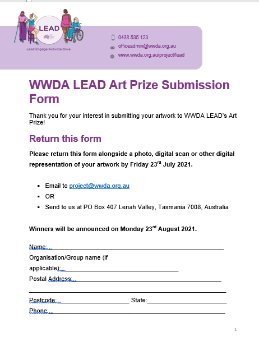 LEAD
0438 535 123
officeadmin@wwda.org.au
www.wwda.org.au/project/lead
WWDA LEAD Art Prize Submission
Form
Thank you for your interest in submitting your artwork to WWDA LEAD's Art
Prize!
Return this form
Please return this form alongside a photo, digital scan or other digital
representation of your artwork by Friday 23rd July 2021.
• Email to project@wwda.org.au
• OR
• Send to us at PO Box 407 Lenah Valley, Tasmania 7008, Australia
Winners will be announced on Monday 23rd August 2021.
Name:
Organisation/Group name (if
applicable):
Postal Address:
Postcode: State:
Phone:
1